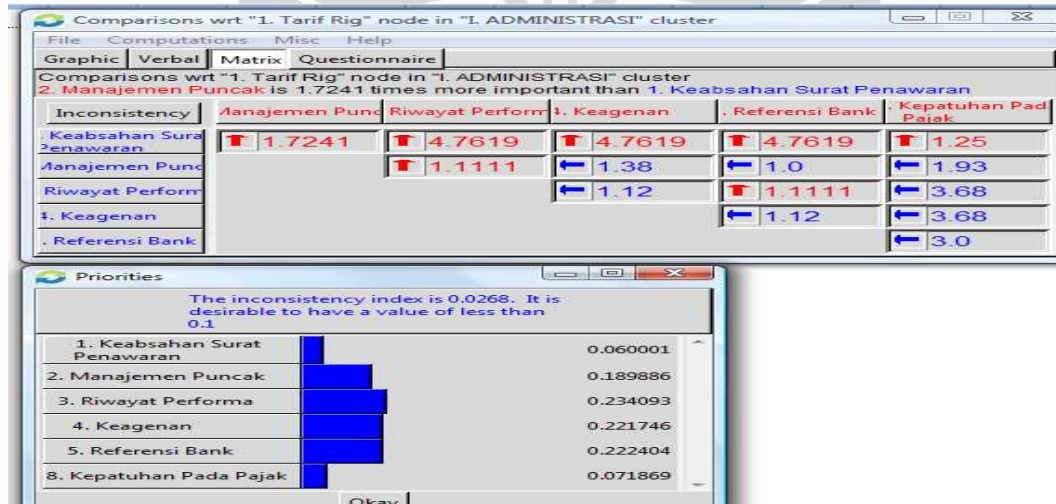 Comparisons wrt "1. Tarif Rig" node in "I. ADMINISTRASI" cluster
File Computations Misc Help
Graphic Verbal Matrix Questionnaire
Comparisons wrt "1. Tarif Rig" node in "I. ADMINISTRASI" cluster
2. Manajemen Puncak is 1.7241 times more important than 1. Keabsahan Surat Penawaran
Inconsistency Manajemen Punc Riwayat Perform 4. Keagenan . Referensi Bank . Kepatuhan Pad
Pajak
. Keabsahan Sura
Penawaran 1.7241 4.7619 4.7619 4.7619 1.25
Manajemen Punc 1.1111 1.38 1.0 1.93
Riwayat Perform 1.12 1.1111 3.68
4. Keagenan 1.12 3.68
. Referensi Bank 3.0
Priorities
The inconsistency index is 0.0268. It is
desirable to have a value of less than
0.1
1. Keabsahan Surat
Penawaran 0.060001
2. Manajemen Puncak 0.189886
3. Riwayat Performa 0.234093
4. Keagenan 0.221746
5. Referensi Bank 0.222404
8. Kepatuhan Pada Pajak 0.071869
Okay